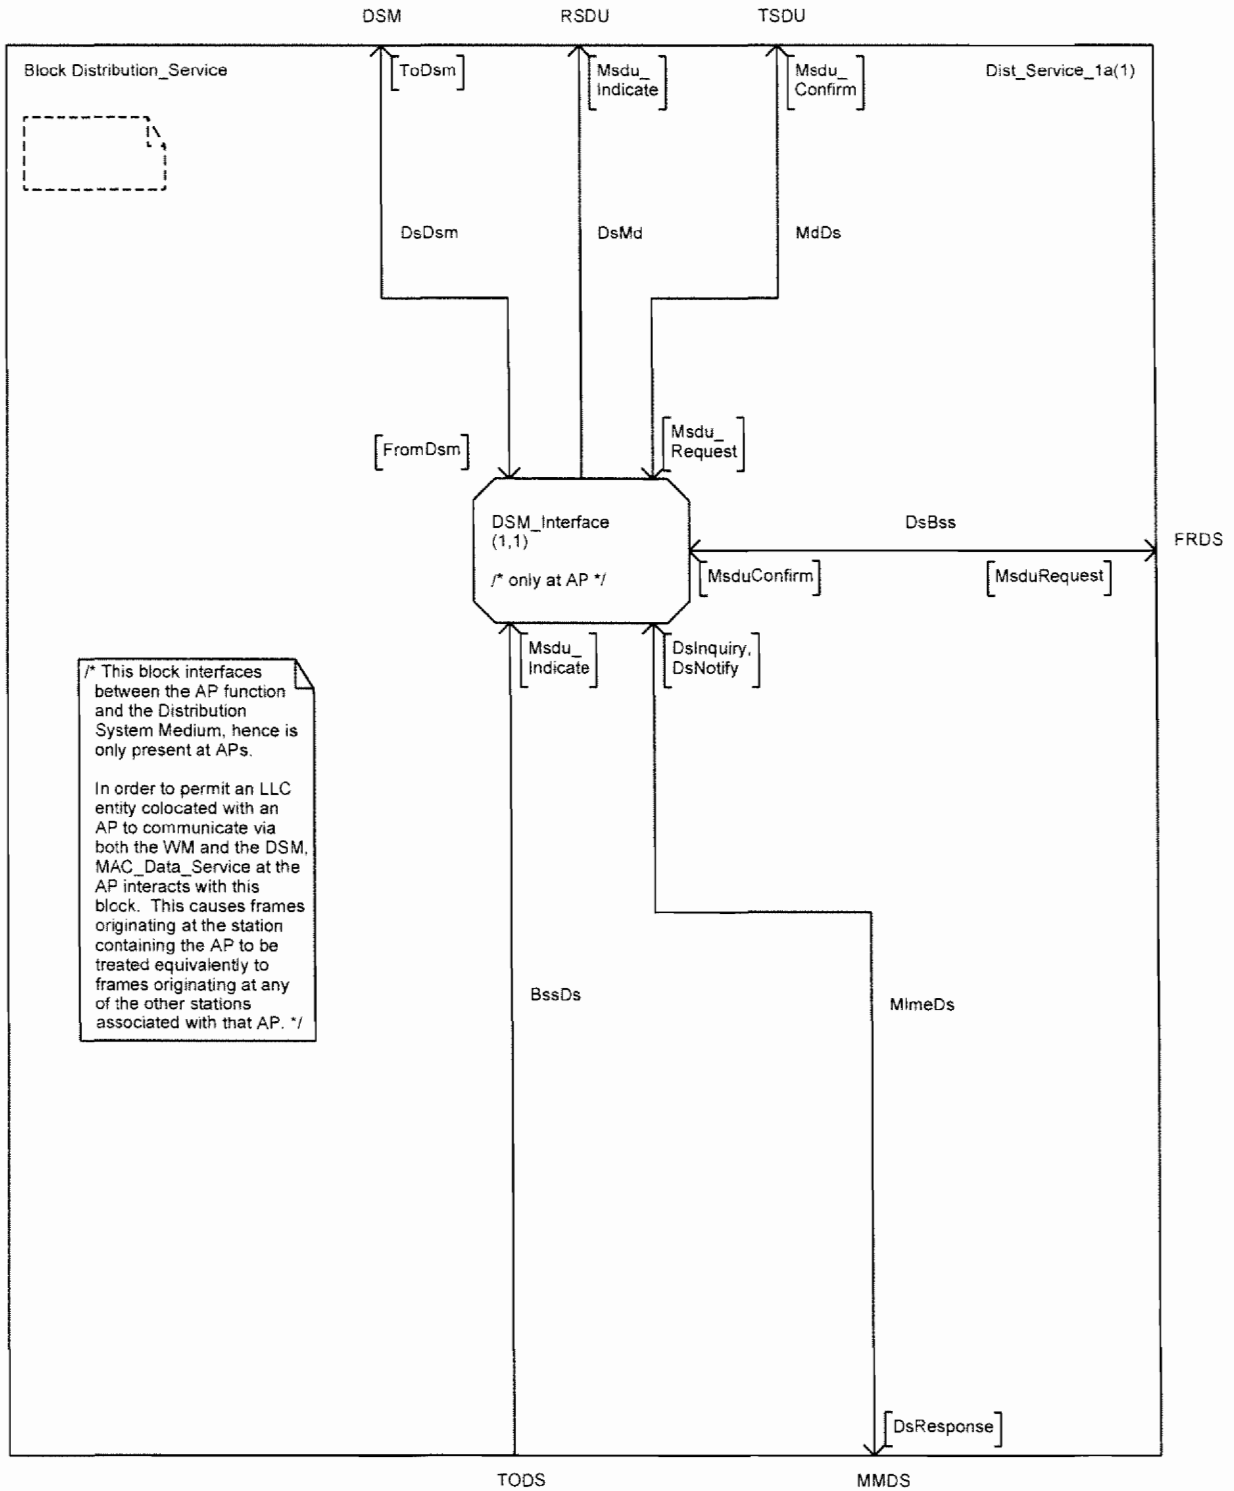 DSM
RSDU
TSDU
Block Distribution_Service
ToDsm
Msdu_
Indicate
Msdu_
Confirm
Dist_Service_1a(1)
DsDsm
DsMd
MdDs
FromDsm
Msdu_
Request
DSM_Interface
(1,1)
/* only at AP */
DsBss
FRDS
MsduConfirm
MsduRequest
Msdu_
Indicate
DsInquiry,
DsNotify
/* This block interfaces
between the AP function
and the Distribution
System Medium, hence is
only present at APs.
In order to permit an LLC
entity colocated with an
AP to communicate via
both the WM and the DSM,
MAC_Data_Service at the
AP interacts with this
block. This causes frames
originating at the station
containing the AP to be
treated equivalently to
frames originating at any
of the other stations
associated with that AP. */
BssDs
MlmeDs
DsResponse
TODS
MMDS